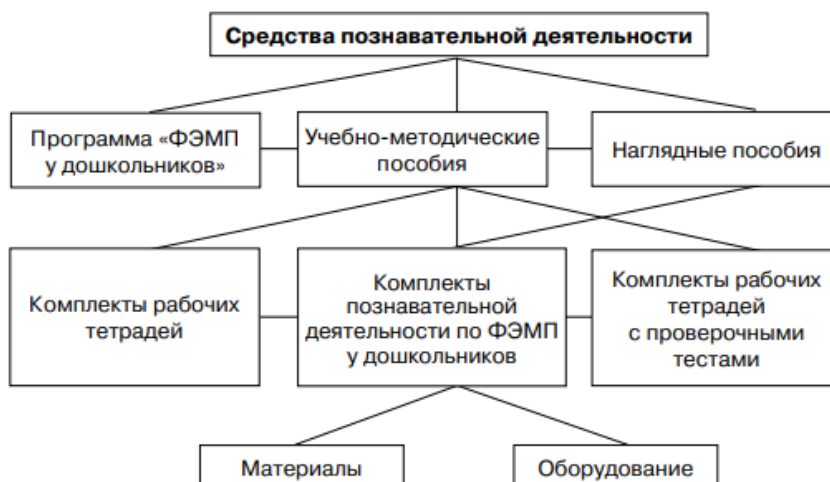 Средства познавательной деятельности
Программа «ФЭМП
у дошкольников»
Учебно-методические
пособия
Наглядные пособия
Комплекты рабочих
тетрадей
Комплекты
познавательной
деятельности по ФЭМП
у дошкольников
Комплекты рабочих
тетрадей
с проверочными
тестами
Материалы
Оборудование